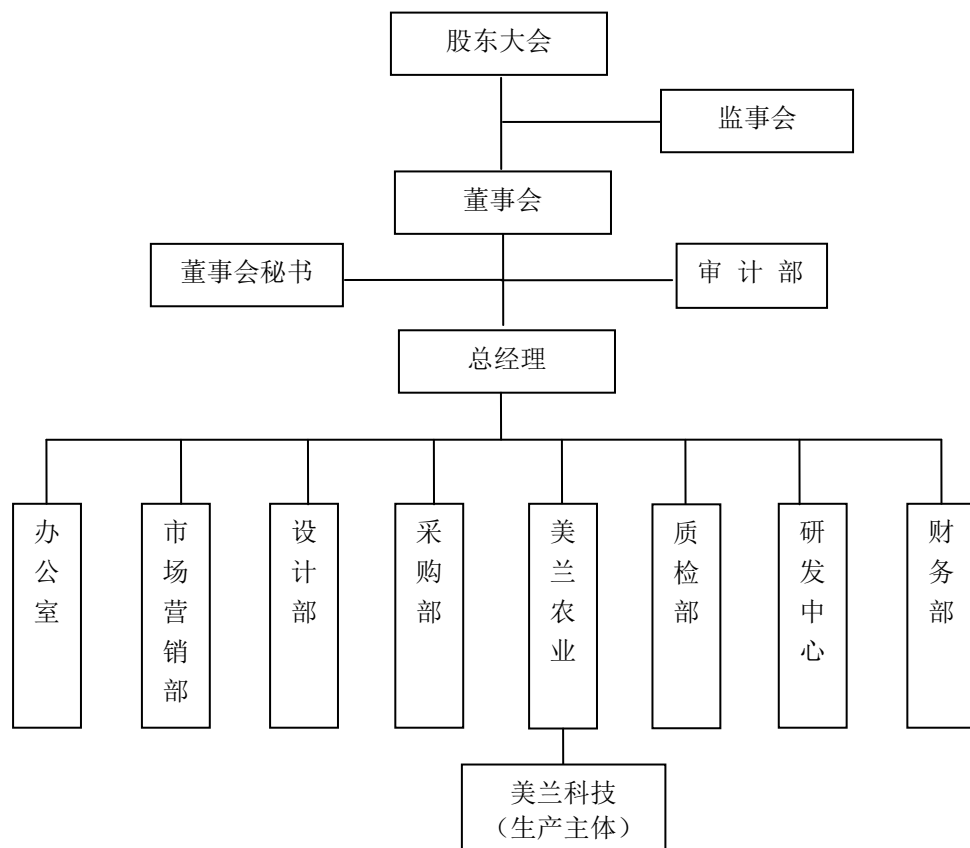 股东大会
监事会
董事会
董事会秘书
审 计 部
总经理
办公室
市场营销部
设计部
采购部
美兰农业
质检部
研发中心
财务部
美兰科技
（生产主体）